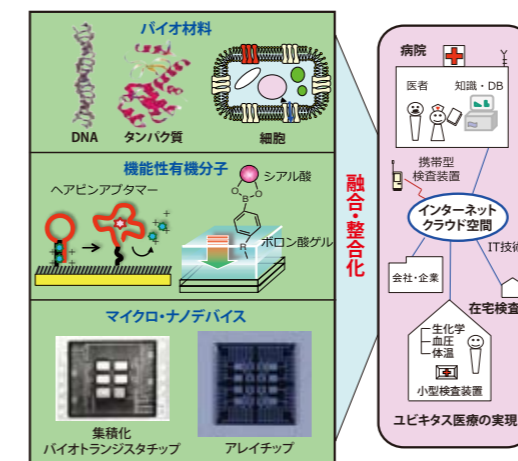 バイオ材料
DNA
タンパク質
細胞
機能性有機分子
ヘアピンアプタマー
シアル酸
O
O
B
R
ボロン酸ゲル
マイクロ・ナノデバイス
集積化
バイオトランジスタチップ
アレイチップ
融合・整合化
病院
医者
知識・DB
携帯型
検査装置
インターネット
クラウド空間
IT技術
会社・企業
在宅検査
生化学
血圧
体温
小型検査装置
ユビキタス医療の実現